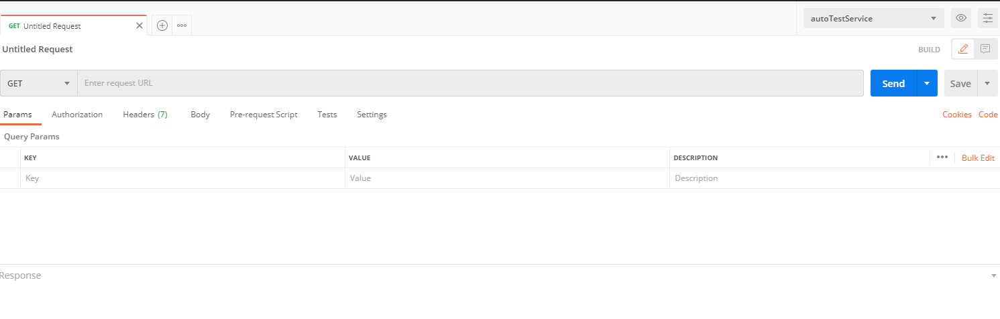 GET Untitled Request
autoTestService
Untitled Request
BUILD
GET Enter request URL Send Save
Params Authorization Headers (7) Body Pre-request Script Tests Settings Cookies Code
Query Params
KEY VALUE DESCRIPTION Bulk Edit
Key Value Description
Response